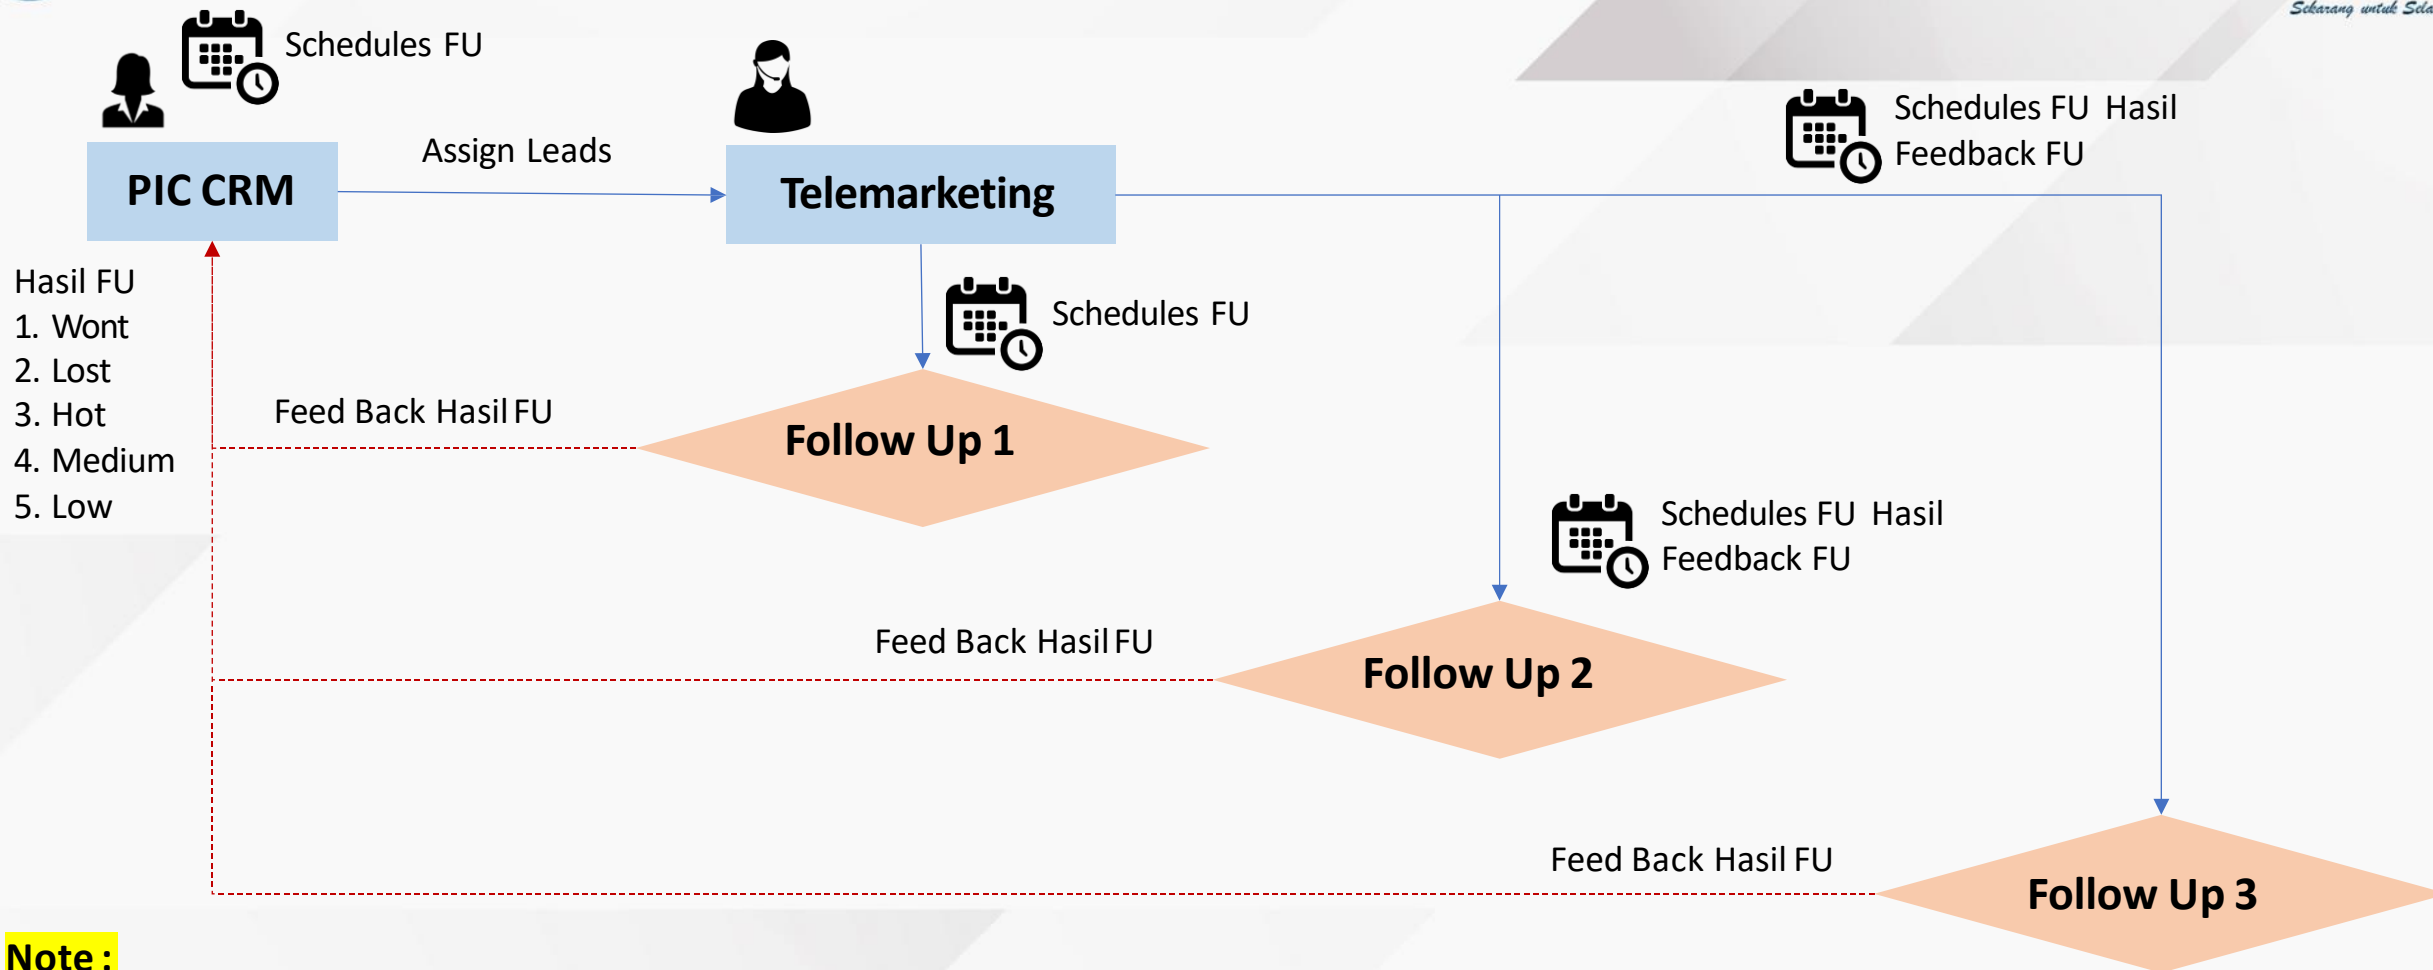 Sekarang untuk
Schedules FU
Schedules FU Hasil
Feedback FU
Assign Leads
PIC CRM
Telemarketing
Hasil FU
1. Wont
2. Lost
3. Hot
4. Medium
5. Low
Schedules FU
Feed Back Hasil FU
Follow Up 1
Schedules FU Hasil
Feedback FU
Feed Back Hasil FU
Follow Up 2
Feed Back Hasil FU
Follow Up 3
Note :